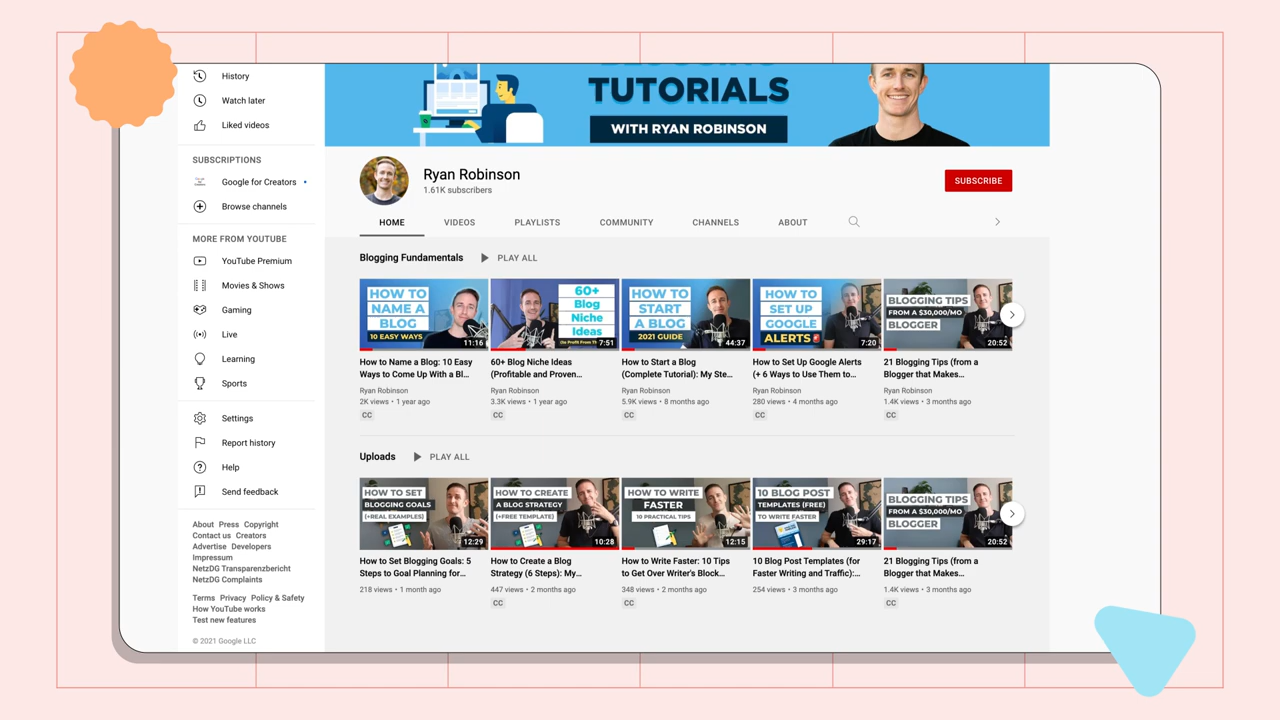 BLOGGING
TUTORIALS
WITH RYAN ROBINSON
History
Watch later
Liked videos
SUBSCRIPTIONS
Google for Creators
Browse channels
MORE FROM YOUTUBE
YouTube Premium
Movies & Shows
Gaming
Live
Learning
Sports
Settings
Report history
Help
Send feedback
About Press Copyright
Contact us Creators
Advertise Developers
Impressum
NetzDG Transparenzbericht
NetzDG Complaints
Terms Privacy Policy & Safety
How YouTube works
Test new features
© 2021 Google LLC
Ryan Robinson
1.61K subscribers
SUBSCRIBE
HOME VIDEOS PLAYLISTS COMMUNITY CHANNELS ABOUT
Blogging Fundamentals PLAY ALL
HOW TO
NAME A
BLOG
10 EASY WAYS
11:16
How to Name a Blog: 10 Easy
Ways to Come Up With a Bl...
Ryan Robinson
2K views • 1 year ago
CC
60+
Blog
Niche
Ideas
7:51
60+ Blog Niche Ideas
(Profitable and Proven...
Ryan Robinson
3.3K views • 1 year ago
CC
HOW TO
START
A BLOG
2021 GUIDE
44:37
How to Start a Blog
(Complete Tutorial): My Ste...
Ryan Robinson
5.9K views • 8 months ago
CC
HOW TO
SET UP
GOOGLE
ALERTS
7:20
How to Set Up Google Alerts
(+ 6 Ways to Use Them to...
Ryan Robinson
280 views • 4 months ago
CC
BLOGGING TIPS
FROM A $30,000/MO
BLOGGER
20:52
21 Blogging Tips (from a
Blogger that Makes...
Ryan Robinson
1.4K views • 3 months ago
CC
Uploads PLAY ALL
HOW TO SET
BLOGGING GOALS
(+REAL EXAMPLES)
12:29
How to Set Blogging Goals: 5
Steps to Goal Planning for...
218 views • 1 month ago
HOW TO CREATE
A BLOG STRATEGY
(+FREE TEMPLATE)
10:28
How to Create a Blog
Strategy (6 Steps): My...
447 views • 2 months ago
CC
HOW TO WRITE
FASTER
10 PRACTICAL TIPS
12:15
How to Write Faster: 10 Tips
to Get Over Writer's Block...
348 views • 2 months ago
CC
10 BLOG POST
TEMPLATES (FREE)
TO WRITE FASTER
29:17
10 Blog Post Templates (for
Faster Writing and Traffic):...
254 views • 3 months ago
BLOGGING TIPS
FROM A $30,000/MO
BLOGGER
20:52
21 Blogging Tips (from a
Blogger that Makes...
1.4K views • 3 months ago
CC